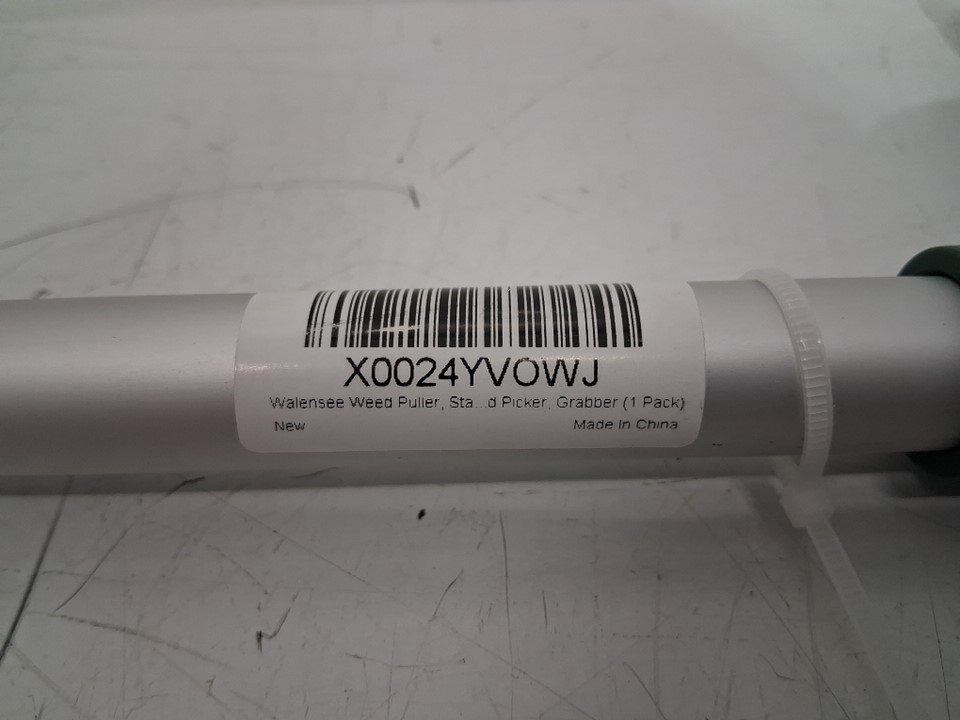 X0024YVOWJ
Walensee Weed Puller, Sta...d Picker, Grabber (1 Pack)
New
Made In China